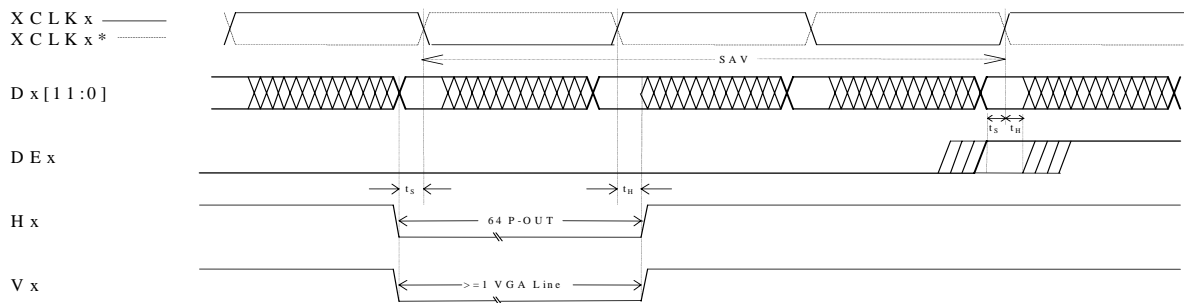 XCLKx
XCLKx*
SAV
Dx[11:0]
tS tH
DEx
tS
tH
Hx
64 P-OUT
Vx
>=1 VGA Line